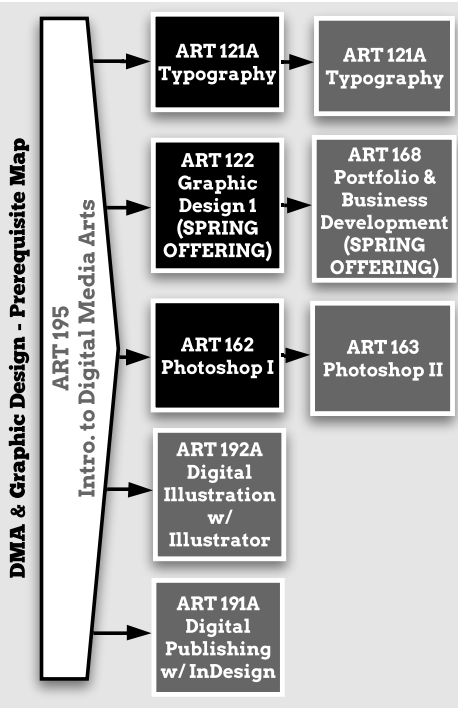 DMA & Graphic Design - Prerequisite Map
ART 195
Intro. to Digital Media Arts
ART 121A
Typography
ART 121A
Typography
ART 122
Graphic
Design 1
(SPRING
OFFERING)
ART 168
Portfolio &
Business
Development
(SPRING
OFFERING)
ART 162
Photoshop I
ART 163
Photoshop II
ART 192A
Digital
Illustration
w/
Illustrator
ART 191A
Digital
Publishing
w/ InDesign